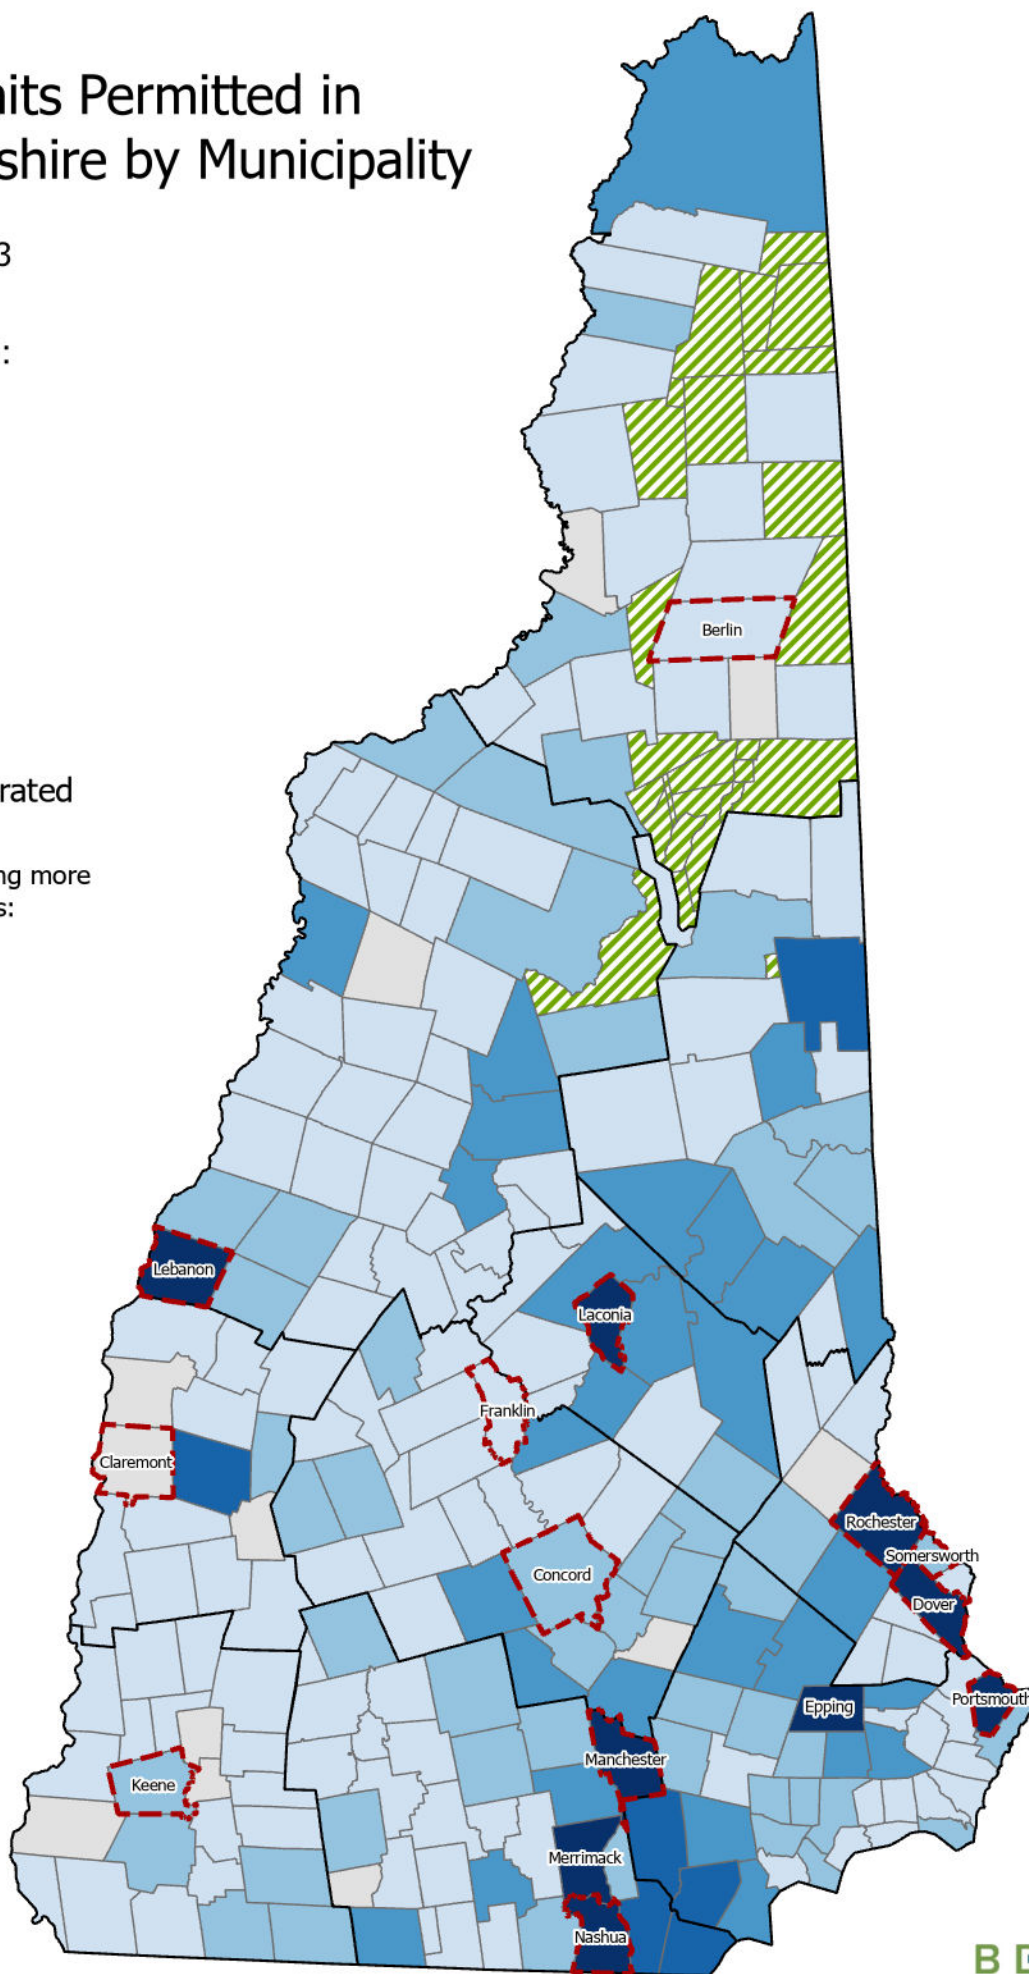 nits Permitted in
shire by Municipality
3
:
rated
ng more
s:
Berlin
Lebanon
Laconia
Franklin
Claremont
Rochester
Somersworth
Concord
Dover
Portsmouth
Epping
Manchester
Keene
Merrimack
Nashua
B